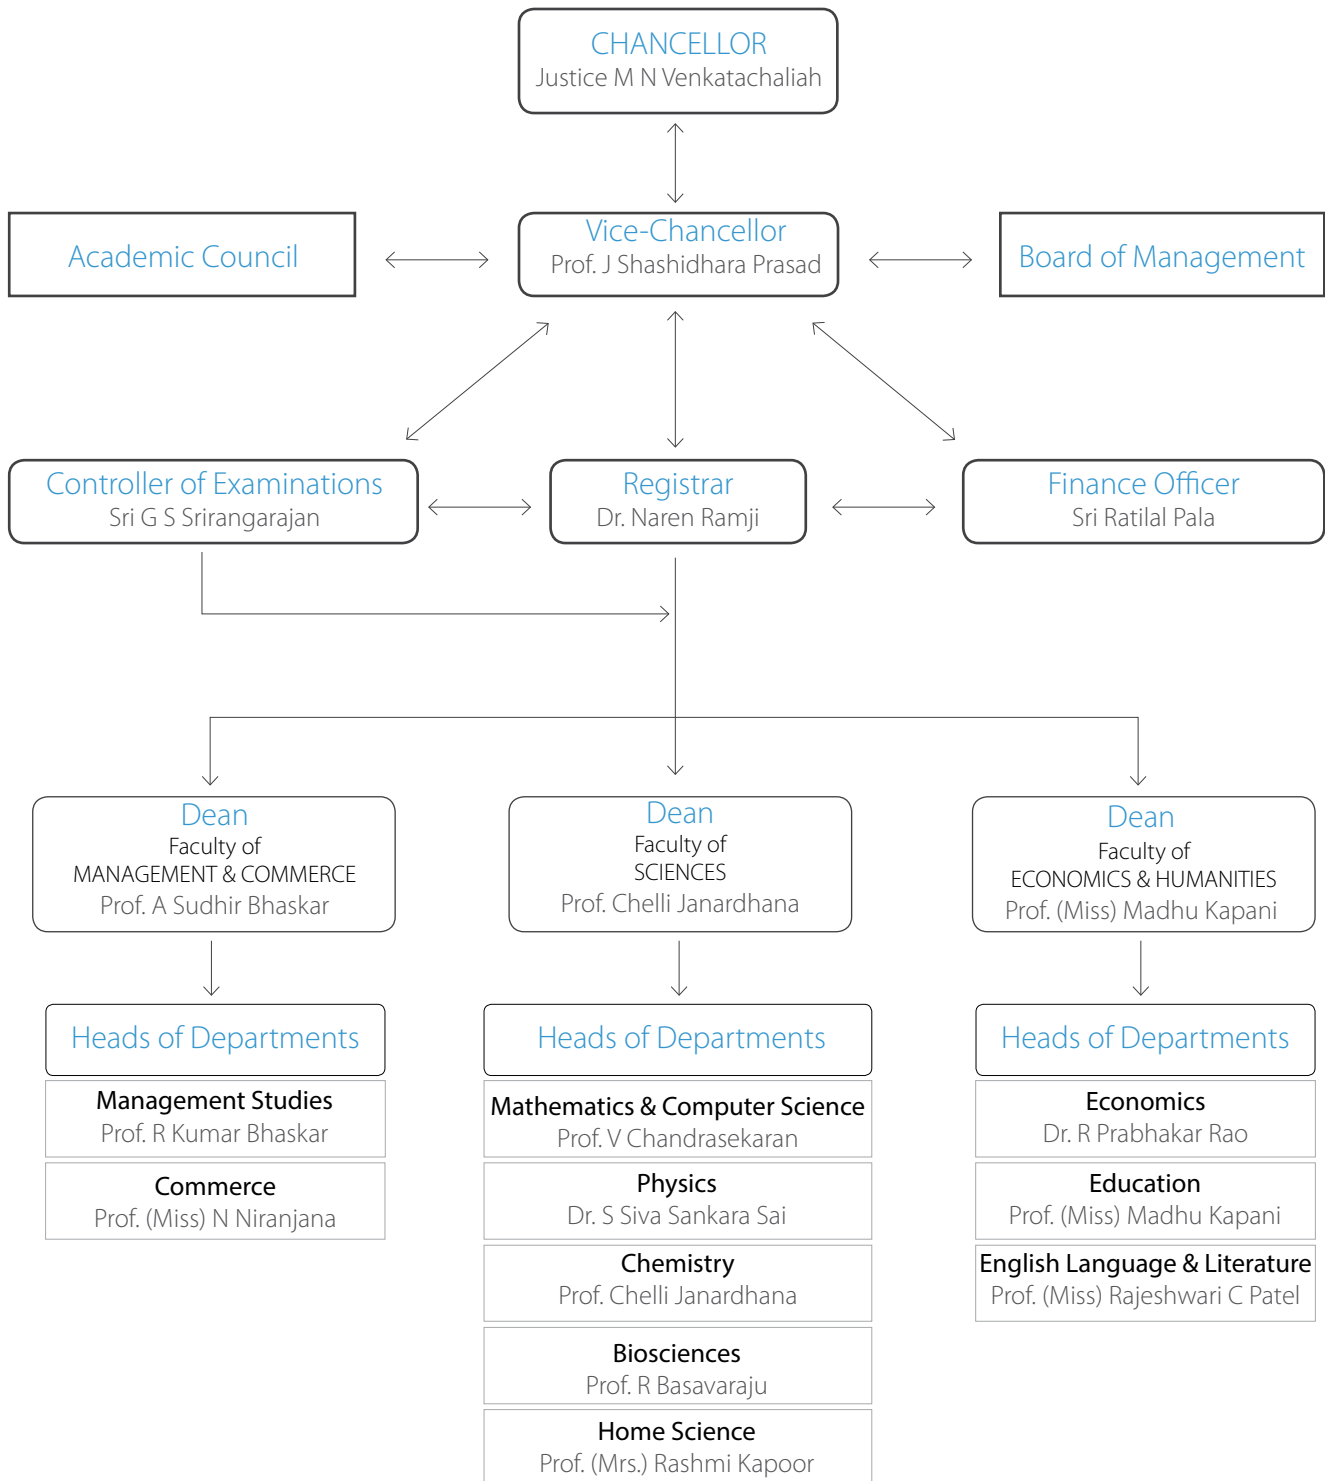 CHANCELLOR
Justice M N Venkatachaliah
Academic Council
Vice-Chancellor
Prof. J Shashidhara Prasad
Board of Management
Controller of Examinations
Sri G S Srirangarajan
Registrar
Dr. Naren Ramji
Finance Officer
Sri Ratilal Pala
Dean
Faculty of
MANAGEMENT & COMMERCE
Prof. A Sudhir Bhaskar
Dean
Faculty of
SCIENCES
Prof. Chelli Janardhana
Dean
Faculty of
ECONOMICS & HUMANITIES
Prof. (Miss) Madhu Kapani
Heads of Departments
Management Studies
Prof. R Kumar Bhaskar
Commerce
Prof. (Miss) N Niranjana
Heads of Departments
Mathematics & Computer Science
Prof. V Chandrasekaran
Physics
Dr. S Siva Sankara Sai
Chemistry
Prof. Chelli Janardhana
Biosciences
Prof. R Basavaraju
Home Science
Prof. (Mrs.) Rashmi Kapoor
Heads of Departments
Economics
Dr. R Prabhakar Rao
Education
Prof. (Miss) Madhu Kapani
English Language & Literature
Prof. (Miss) Rajeshwari C Patel